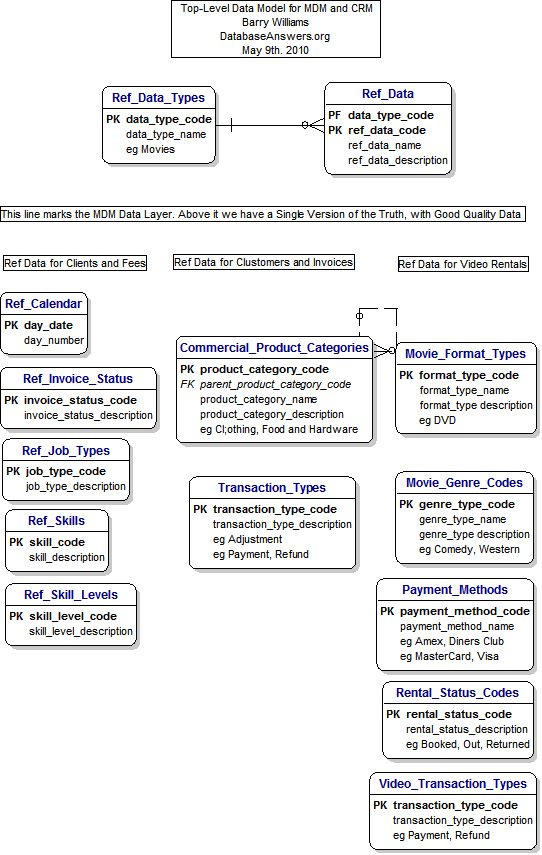 Top-Level Data Model for MDM and CRM
Barry Williams
DatabaseAnswers.org
May 9th. 2010
Ref_Data_Types
PK data_type_code
data_type_name
eg Movies
Ref_Data
PF data_type_code
PK ref_data_code
ref_data_name
ref_data_description
This line marks the MDM Data Layer. Above it we have a Single Version of the Truth, with Good Quality Data
Ref Data for Clients and Fees
Ref_Calendar
PK day_date
day_number
Ref_Invoice_Status
PK invoice_status_code
invoice_status_description
Ref_Job_Types
PK job_type_code
job_type_description
Ref_Skills
PK skill_code
skill_description
Ref_Skill_Levels
PK skill_level_code
skill_level_description
Ref Data for Clustomers and Invoices
Commercial_Product_Categories
PK product_category_code
FK parent_product_category_code
product_category_name
product_category_description
eg Cl;othing, Food and Hardware
Transaction_Types
PK transaction_type_code
transaction_type_description
eg Adjustment
eg Payment, Refund
Ref Data for Video Rentals
Movie_Format_Types
PK format_type_code
format_type_name
format_type description
eg DVD
Movie_Genre_Codes
PK genre_type_code
genre_type_name
genre_type description
eg Comedy, Western
Payment_Methods
PK payment_method_code
payment_method_name
eg Amex, Diners Club
eg MasterCard, Visa
Rental_Status_Codes
PK rental_status_code
rental_status_description
eg Booked, Out, Returned
Video_Transaction_Types
PK transaction_type_code
transaction_type_description
eg Payment, Refund